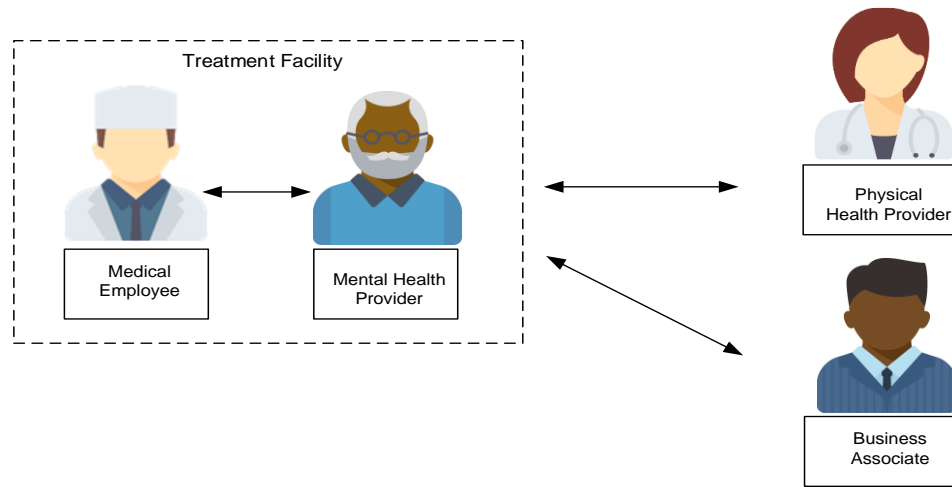 Treatment Facility
Medical
Employee
Mental Health
Provider
Physical
Health Provider
Business
Associate